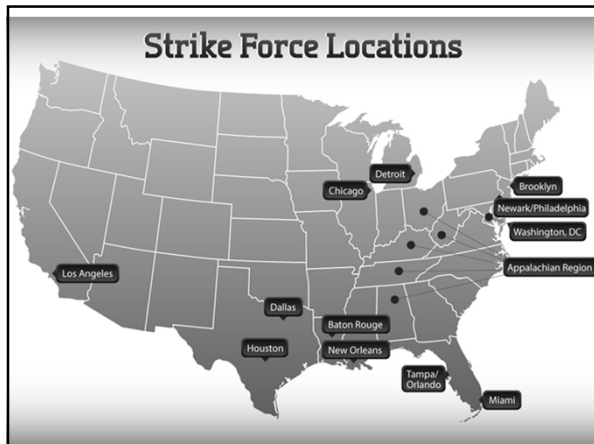 Strike Force Locations
Detroit
Chicago
Brooklyn
Newark/Philadelphia
Washington, DC
Los Angeles
Appalachian Region
Dallas
Baton Rouge
Houston
New Orleans
Tampa/
Orlando
Miami